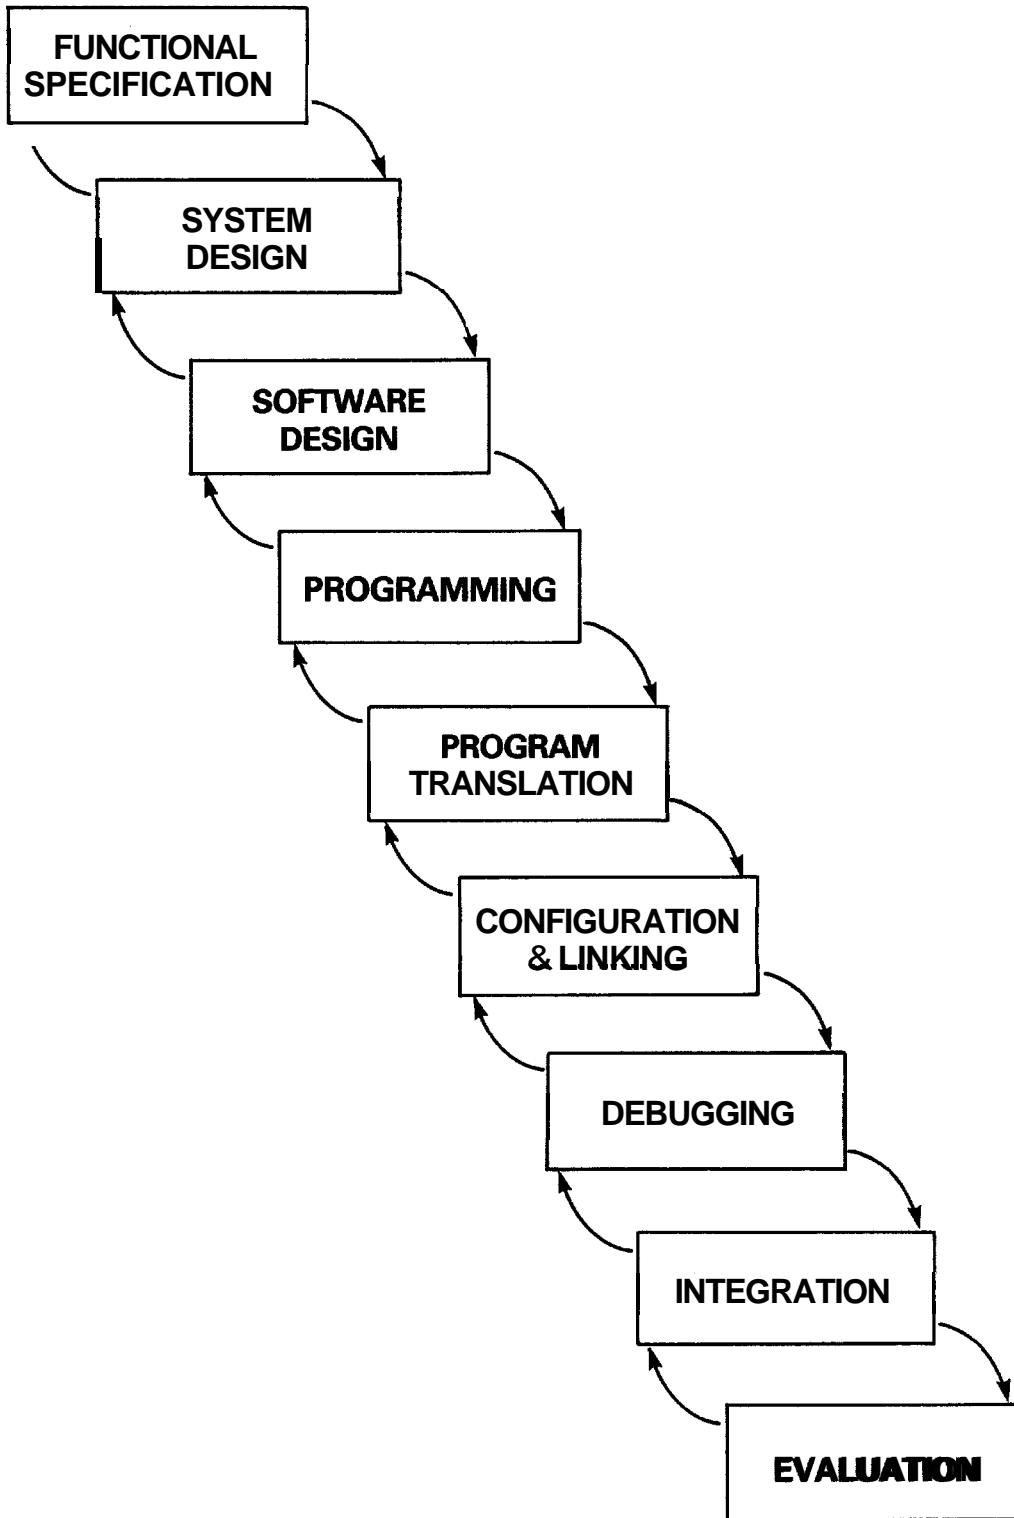 FUNCTIONAL
SPECIFICATION
SYSTEM
DESIGN
SOFTWARE
DESIGN
PROGRAMMING
PROGRAM
TRANSLATION
CONFIGURATION
& LINKING
DEBUGGING
INTEGRATION
EVALUATION